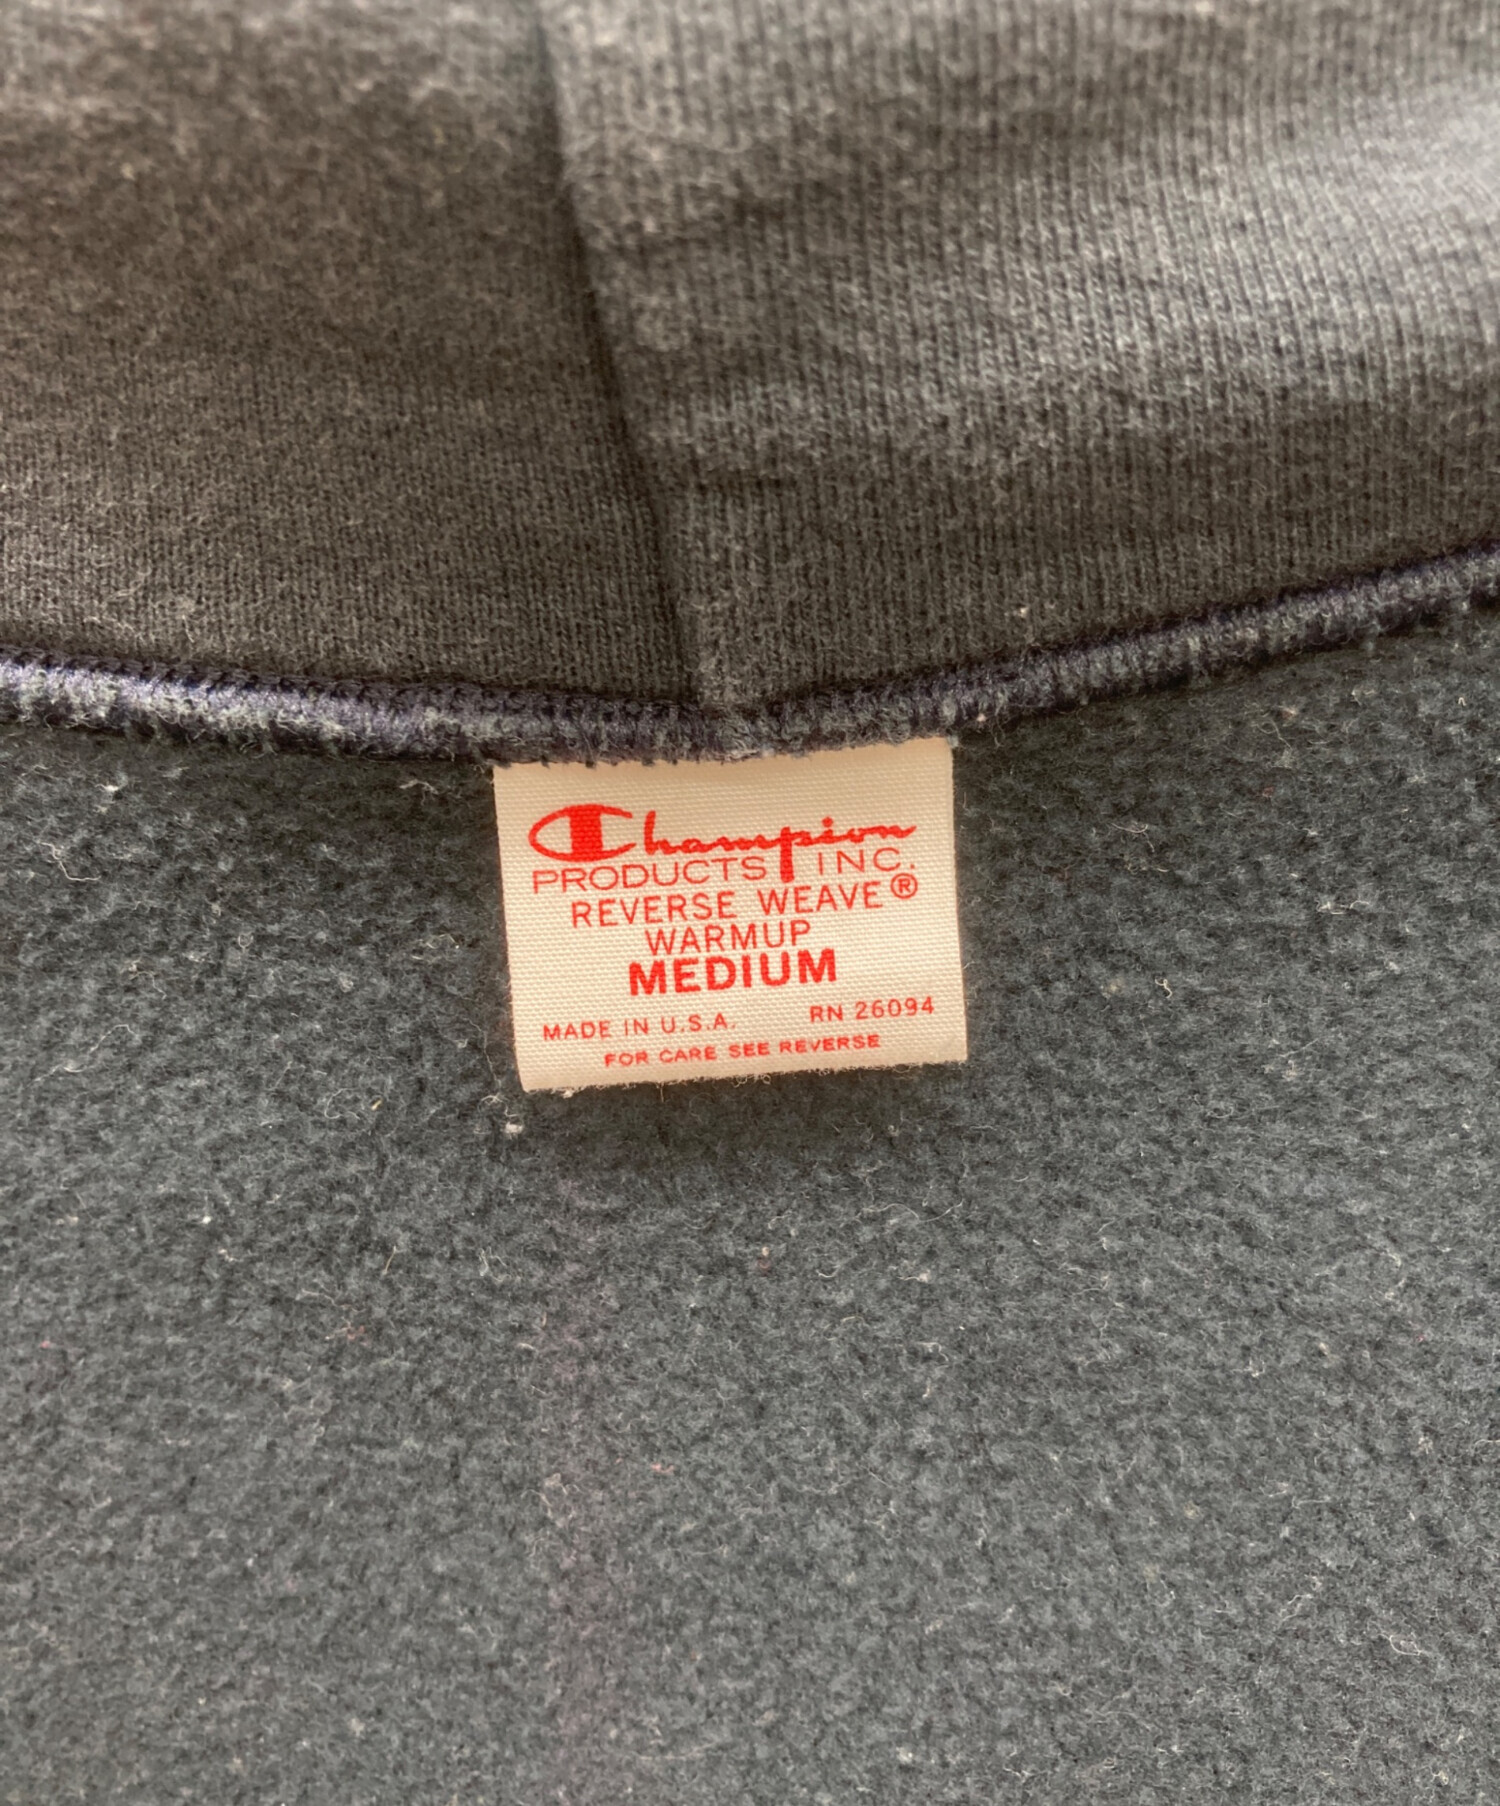 Champion
PRODUCTS INC.
REVERSE WEAVE®
WARMUP
MEDIUM
MADE IN U.S.A. RN 26094
FOR CARE SEE REVERSE